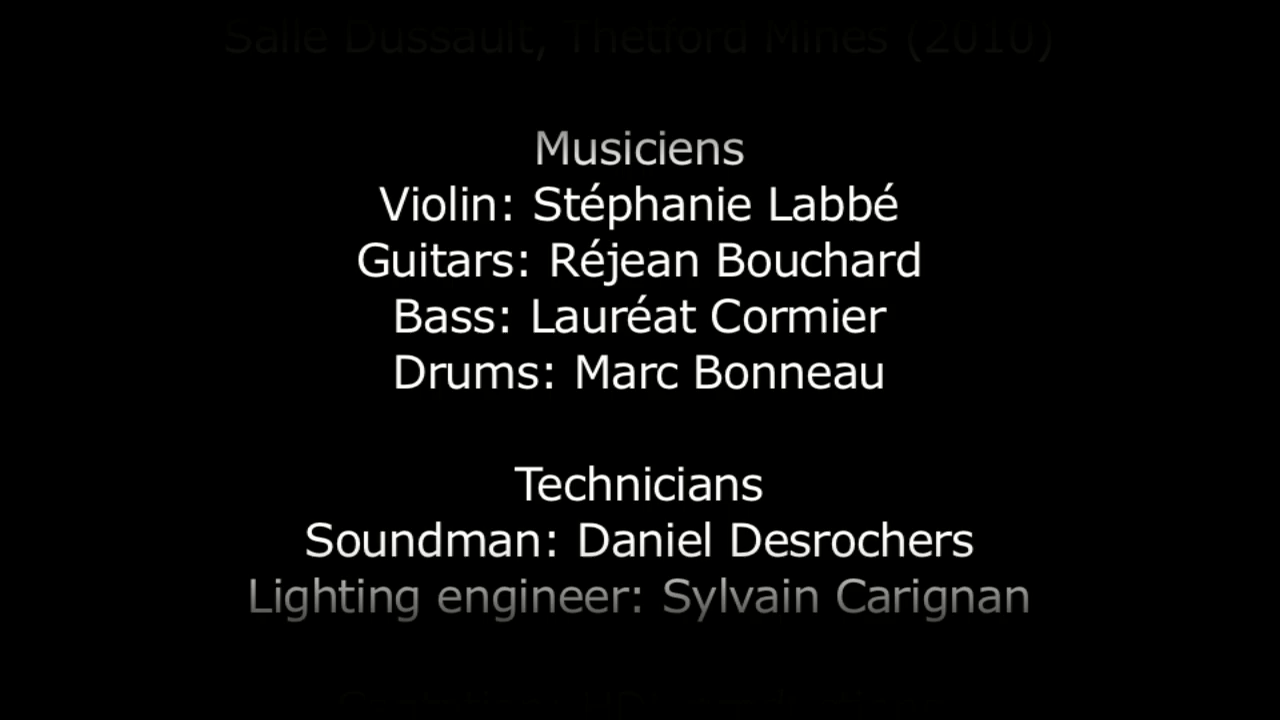 Salle Dussault, Thetford Mines (2010)
Musiciens
Violin: Stéphanie Labbé
Guitars: Réjean Bouchard
Bass: Lauréat Cormier
Drums: Marc Bonneau
Technicians
Soundman: Daniel Desrochers
Lighting engineer: Sylvain Carignan